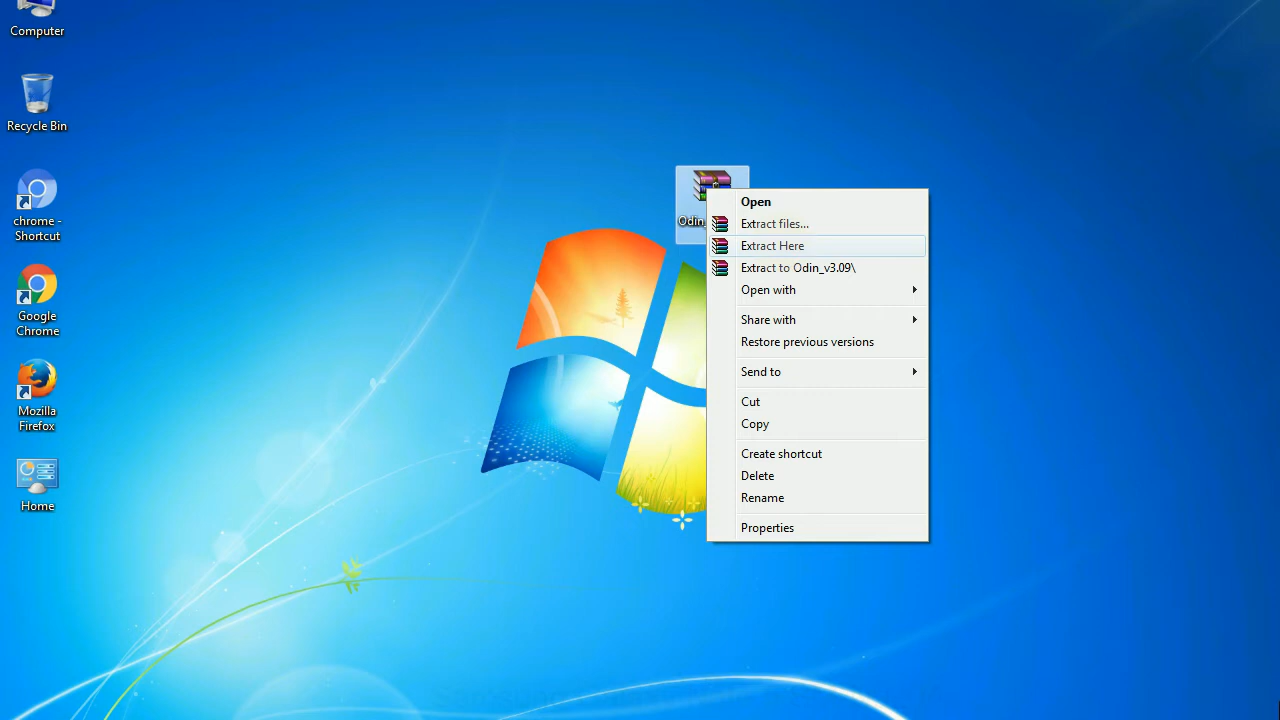 Computer
Recycle Bin
chrome -
Shortcut
Google
Chrome
Mozilla
Firefox
Home
Open
Extract files...
Extract Here
Extract to Odin_v3.09\
Open with
Share with
Restore previous versions
Send to
Cut
Copy
Create shortcut
Delete
Rename
Properties